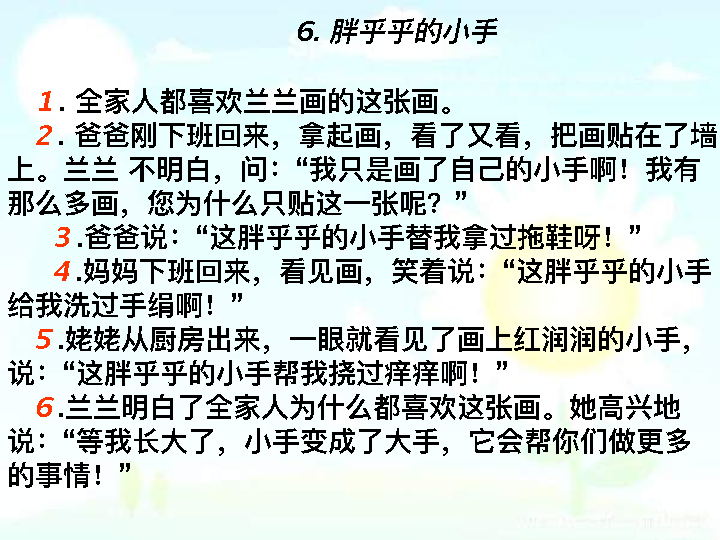 6. 胖乎乎的小手
1. 全家人都喜欢兰兰画的这张画。
2. 爸爸刚下班回来，拿起画，看了又看，把画贴在了墙
上。兰兰 不明白，问：“我只是画了自己的小手啊！我有
那么多画，您为什么只贴这一张呢？”
3.爸爸说：“这胖乎乎的小手替我拿过拖鞋呀！”
4.妈妈下班回来，看见画，笑着说：“这胖乎乎的小手
给我洗过手绢啊！”
5.姥姥从厨房出来，一眼就看见了画上红润润的小手，
说：“这胖乎乎的小手帮我挠过痒痒啊！”
6.兰兰明白了全家人为什么都喜欢这张画。她高兴地
说：“等我长大了，小手变成了大手，它会帮你们做更多
的事情！”